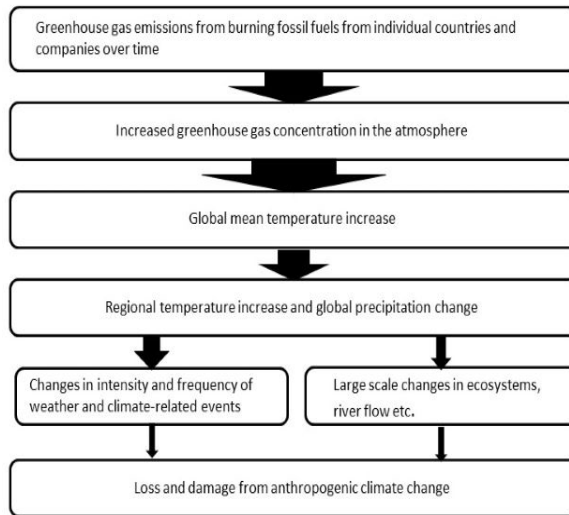 Greenhouse gas emissions from burning fossil fuels from individual countries and
companies over time
Increased greenhouse gas concentration in the atmosphere
Global mean temperature increase
Regional temperature increase and global precipitation change
Changes in intensity and frequency of
weather and climate-related events
Large scale changes in ecosystems,
river flow etc.
Loss and damage from anthropogenic climate change